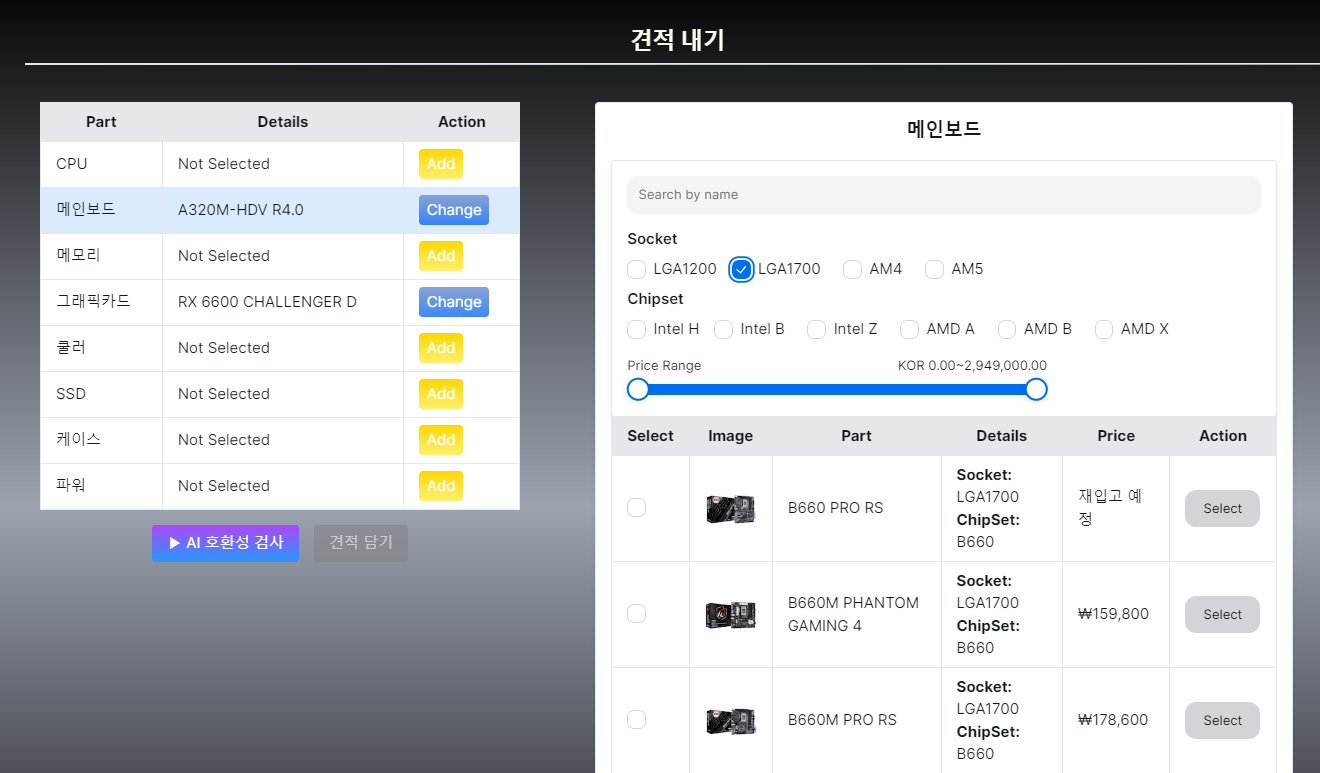 견적 내기
Part Details Action
CPU Not Selected Add
메인보드 A320M-HDV R4.0 Change
메모리 Not Selected Add
그래픽카드 RX 6600 CHALLENGER D Change
쿨러 Not Selected Add
SSD Not Selected Add
케이스 Not Selected Add
파워 Not Selected Add
▶ AI 호환성 검사 견적 담기
메인보드
Search by name
Socket
LGA1200 LGA1700 AM4 AM5
Chipset
Intel H Intel B Intel Z AMD A AMD B AMD X
Price Range KOR 0.00~2,949,000.00
Select Image Part Details Price Action
B660 PRO RS
Socket:
LGA1700
ChipSet:
B660
재입고 예
정
Select
B660M PHANTOM
GAMING 4
Socket:
LGA1700
ChipSet:
B660
₩159,800
Select
B660M PRO RS
Socket:
LGA1700
ChipSet:
B660
₩178,600
Select